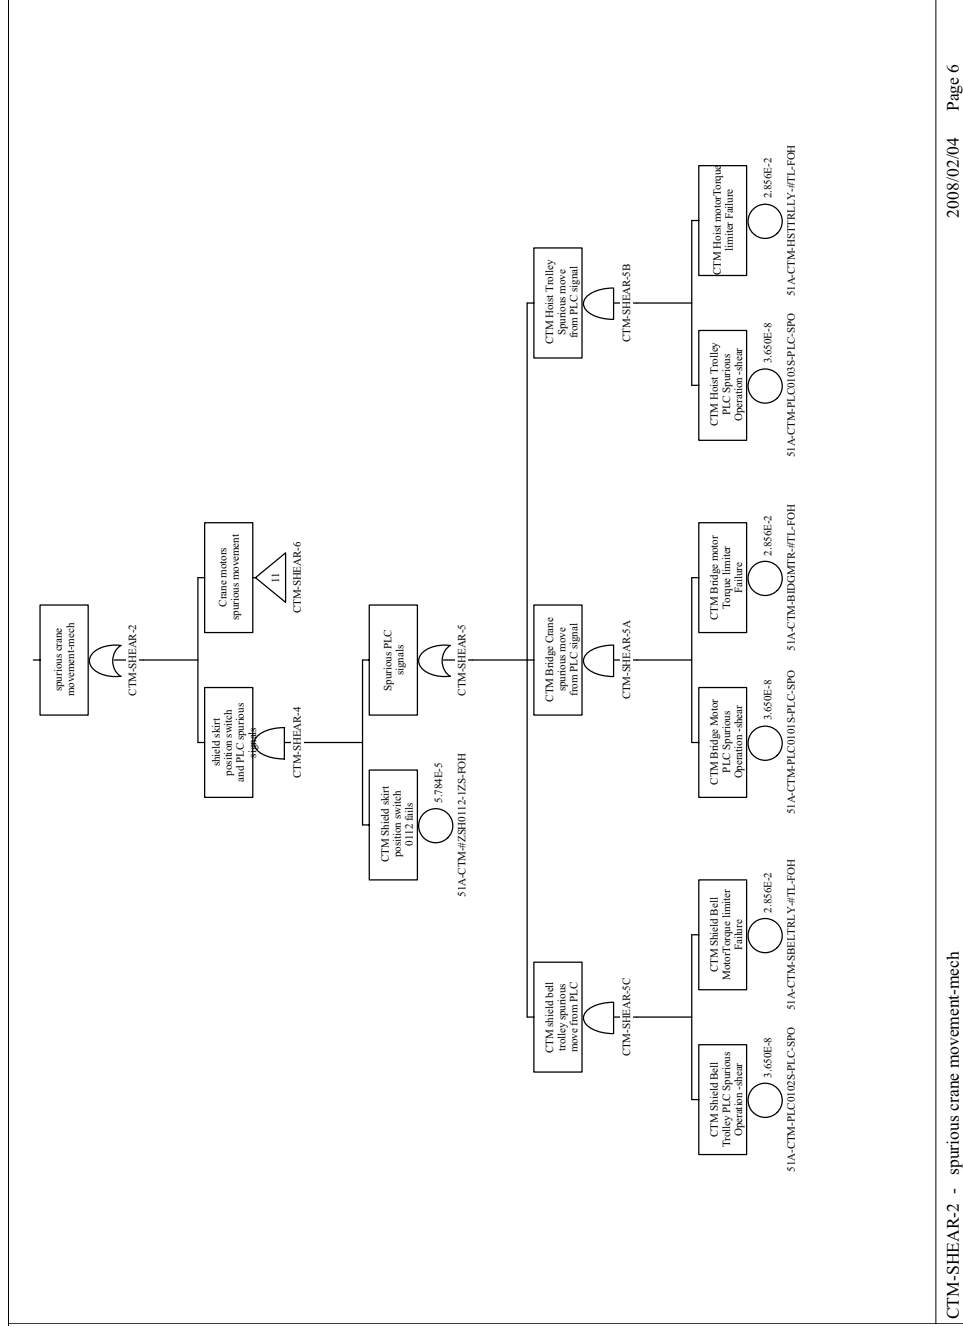 spurious crane
movement-mech
CTM-SHEAR-2
shield skirt
position switch
and PLC spurious
signals
CTM-SHEAR-4
Crane motors
spurious movement
11
CTM-SHEAR-6
CTM Shield skirt
position switch
0112 fails
5.784E-5
51A-CTM-#ZSH0112-1ZS-FOH
Spurious PLC
signals
CTM-SHEAR-5
CTM shield bell
trolley spurious
move from PLC
CTM-SHEAR-5C
CTM Bridge Crane
spurious move
from PLC signal
CTM-SHEAR-5A
CTM Hoist Trolley
Spurious move
from PLC signal
CTM-SHEAR-5B
CTM Shield Bell
Trolley PLC Spurious
Operation -shear
3.650E-8
51A-CTM-PLC0102S-PLC-SPO
CTM Shield Bell
MotorTorque limiter
Failure
2.856E-2
51A-CTM-SBELTRLY-#TL-FOH
CTM Bridge Motor
PLC Spurious
Operation -shear
3.650E-8
51A-CTM-PLC0101S-PLC-SPO
CTM Bridge motor
Torque limiter
Failure
2.856E-2
51A-CTM-BIDGMTR-#TL-FOH
CTM Hoist Trolley
PLC Spurious
Operation -shear
3.650E-8
51A-CTM-PLC0103S-PLC-SPO
CTM Hoist motorTorque
limiter Failure
2.856E-2
51A-CTM-HSTTRLLY-#TL-FOH
CTM-SHEAR-2 - spurious crane movement-mech 2008/02/04 Page 6